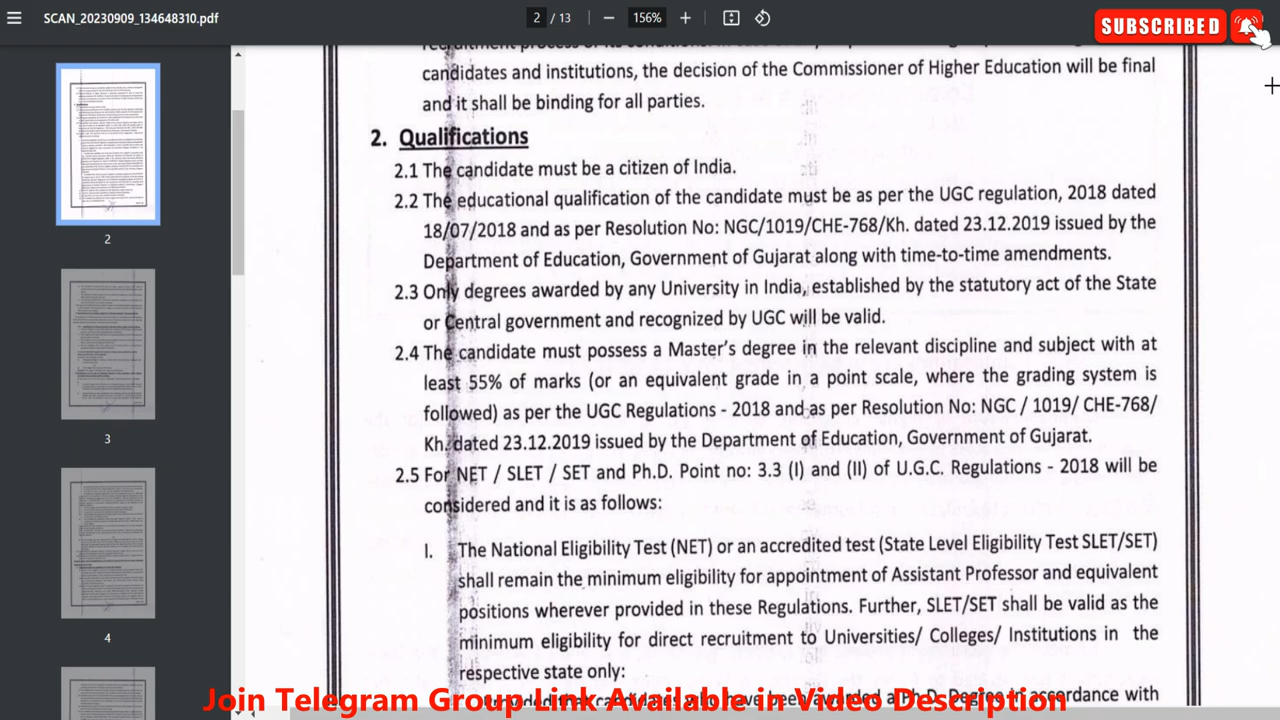 SCAN_20230909_134648310.pdf
2 / 13
156%
SUBSCRIBED
candidates and institutions, the decision of the Commissioner of Higher Education will be final
and it shall be binding for all parties.
2. Qualifications
2.1 The candidate must be a citizen of India.
2.2 The educational qualification of the candidate must be as per the UGC regulation, 2018 dated
18/07/2018 and as per Resolution No: NGC/1019/CHE-768/Kh. dated 23.12.2019 issued by the
Department of Education, Government of Gujarat along with time-to-time amendments.
2.3 Only degrees awarded by any University in India, established by the statutory act of the State
or Central government and recognized by UGC will be valid.
2.4 The candidate must possess a Master's degree in the relevant discipline and subject with at
least 55% of marks (or an equivalent grade in a point scale, where the grading system is
followed) as per the UGC Regulations - 2018 and as per Resolution No: NGC / 1019/ CHE-768/
Kh. dated 23.12.2019 issued by the Department of Education, Government of Gujarat.
2.5 For NET / SLET / SET and Ph.D. Point no: 3.3 (I) and (II) of U.G.C. Regulations - 2018 will be
considered and it is as follows:
I. The National Eligibility Test (NET) or an accredited test (State Level Eligibility Test SLET/SET)
shall remain the minimum eligibility for appointment of Assistant Professor and equivalent
positions wherever provided in these Regulations. Further, SLET/SET shall be valid as the
minimum eligibility for direct recruitment to Universities/ Colleges/ Institutions in the
respective state only:
accordance with
Join Telegram Group Link Available in Video Description
2
3
4